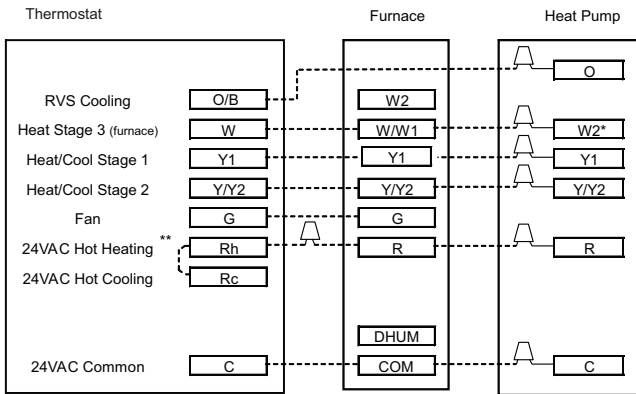 Thermostat Furnace Heat Pump
O
RVS Cooling O/B W2
Heat Stage 3 (furnace) W W/W1 W2*
Heat/Cool Stage 1 Y1 Y1 Y1
Heat/Cool Stage 2 Y/Y2 Y/Y2 Y/Y2
Fan G G
24VAC Hot Heating ** Rh R R
24VAC Hot Cooling Rc
DHUM
24VAC Common C COM C